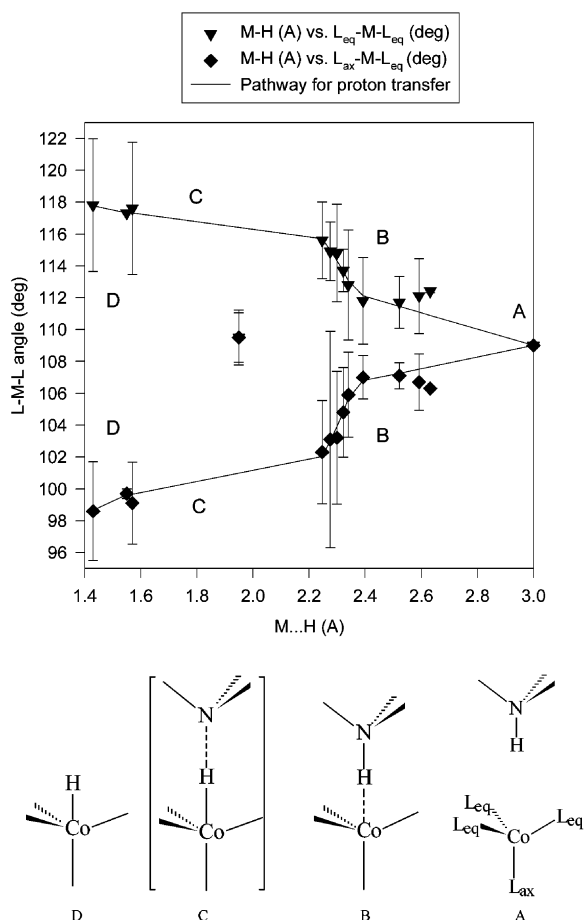 M-H (A) vs. Leq-M-Leq (deg)
M-H (A) vs. Lax-M-Leq (deg)
Pathway for proton transfer
122
120
118
116
114
112
110
108
106
104
102
100
98
96
L-M-L angle (deg)
C
B
D
A
D
B
C
1.4 1.6 1.8 2.0 2.2 2.4 2.6 2.8 3.0
M...H (A)
N
H
Co
D
N
H
Co
C
N
H
Co
B
N
H
Leq
Leq
Leq
Co
Lax
A